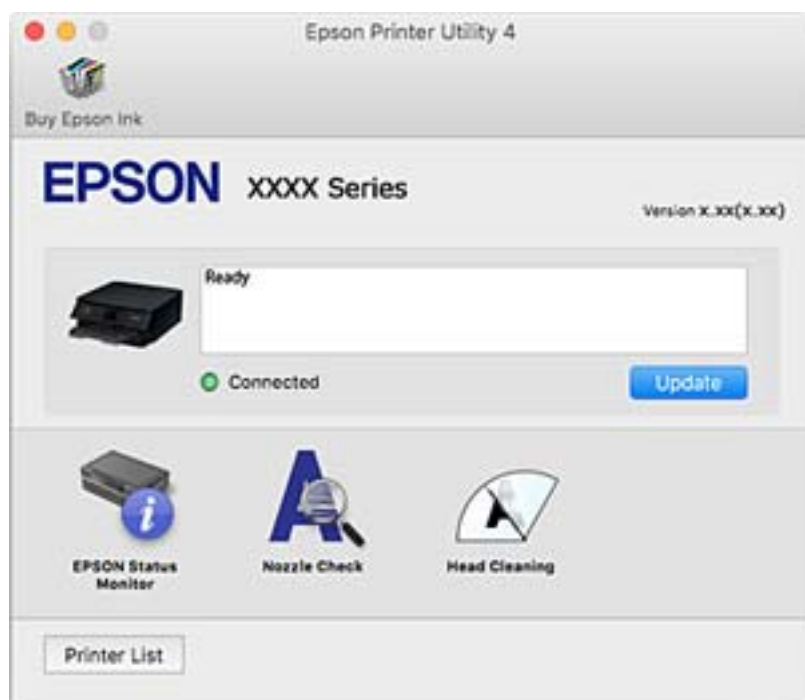 Epson Printer Utility 4
Buy Epson Ink
EPSON XXXX Series
Version x.xx(x.xx)
Ready
Connected
Update
EPSON Status
Monitor
Nozzle Check
Head Cleaning
Printer List